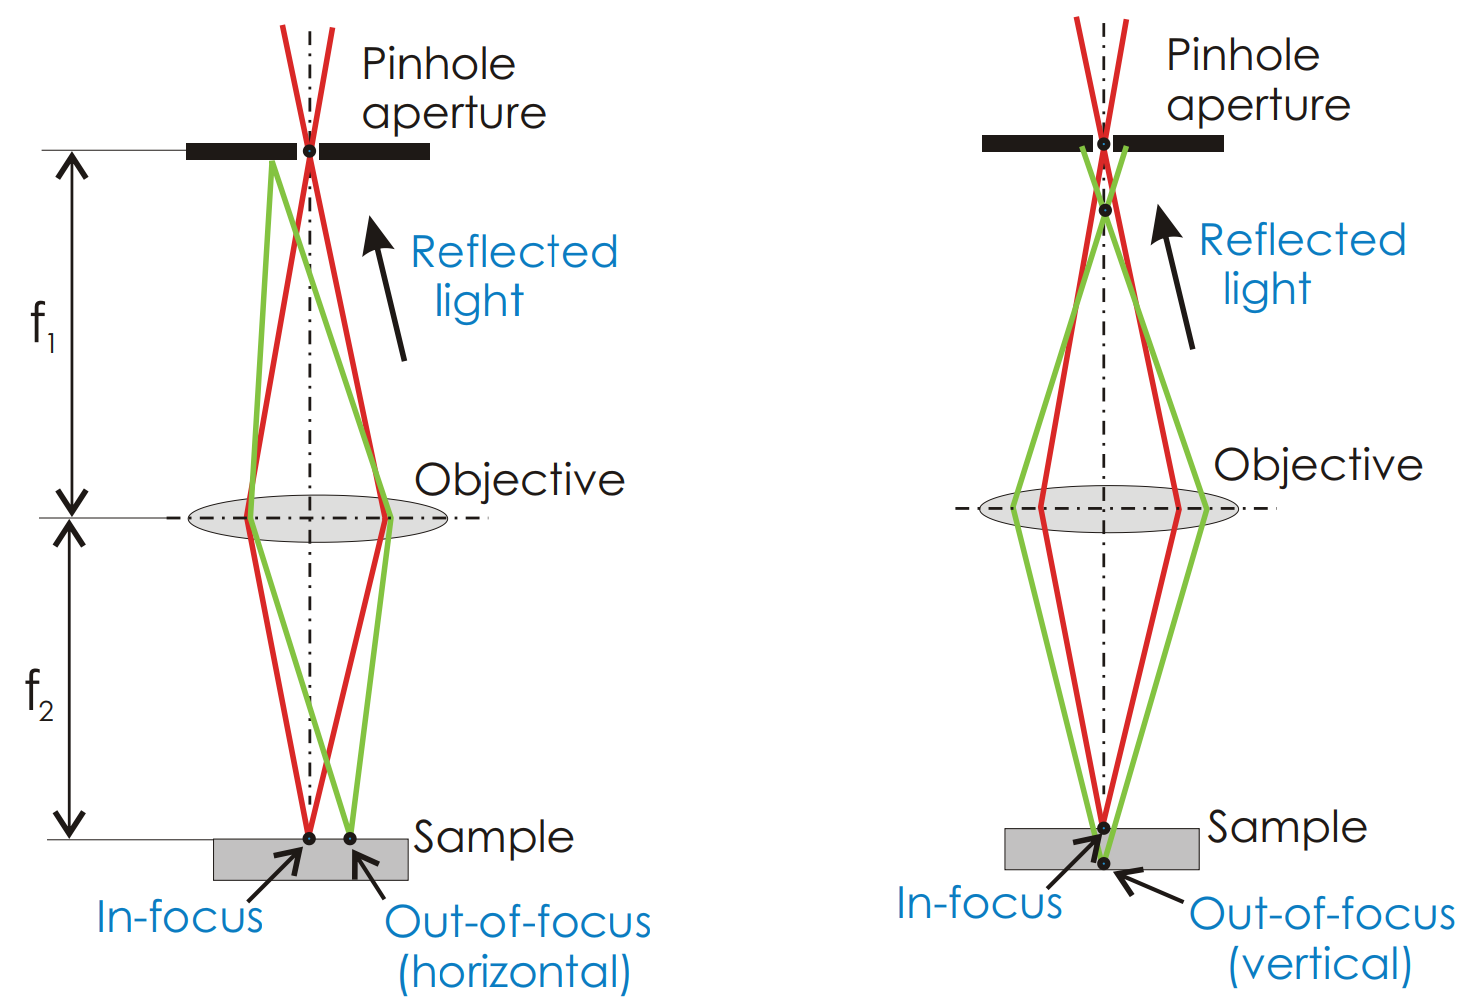 Pinhole
aperture
Reflected
light
f1
Objective
f2
Sample
In-focus
Out-of-focus
(horizontal)
Pinhole
aperture
Reflected
light
Objective
Sample
In-focus
Out-of-focus
(vertical)